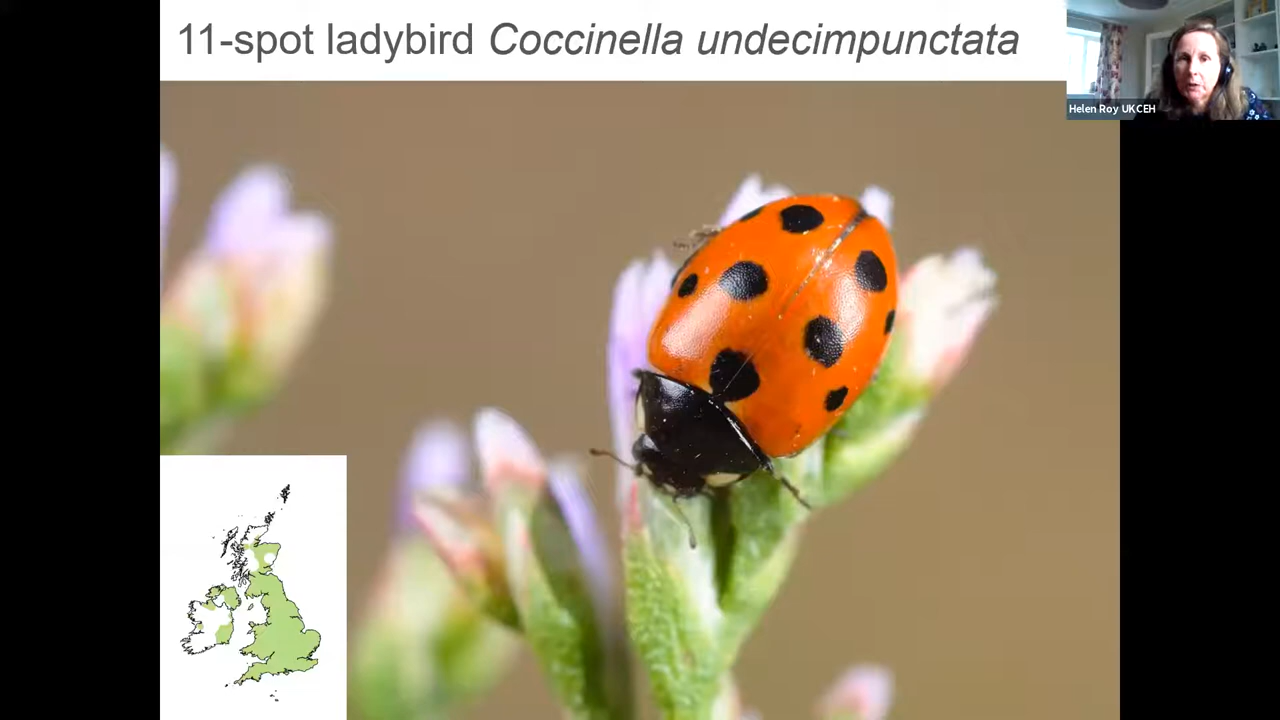 11-spot ladybird Coccinella undecimpunctata
Helen Roy UKCEH